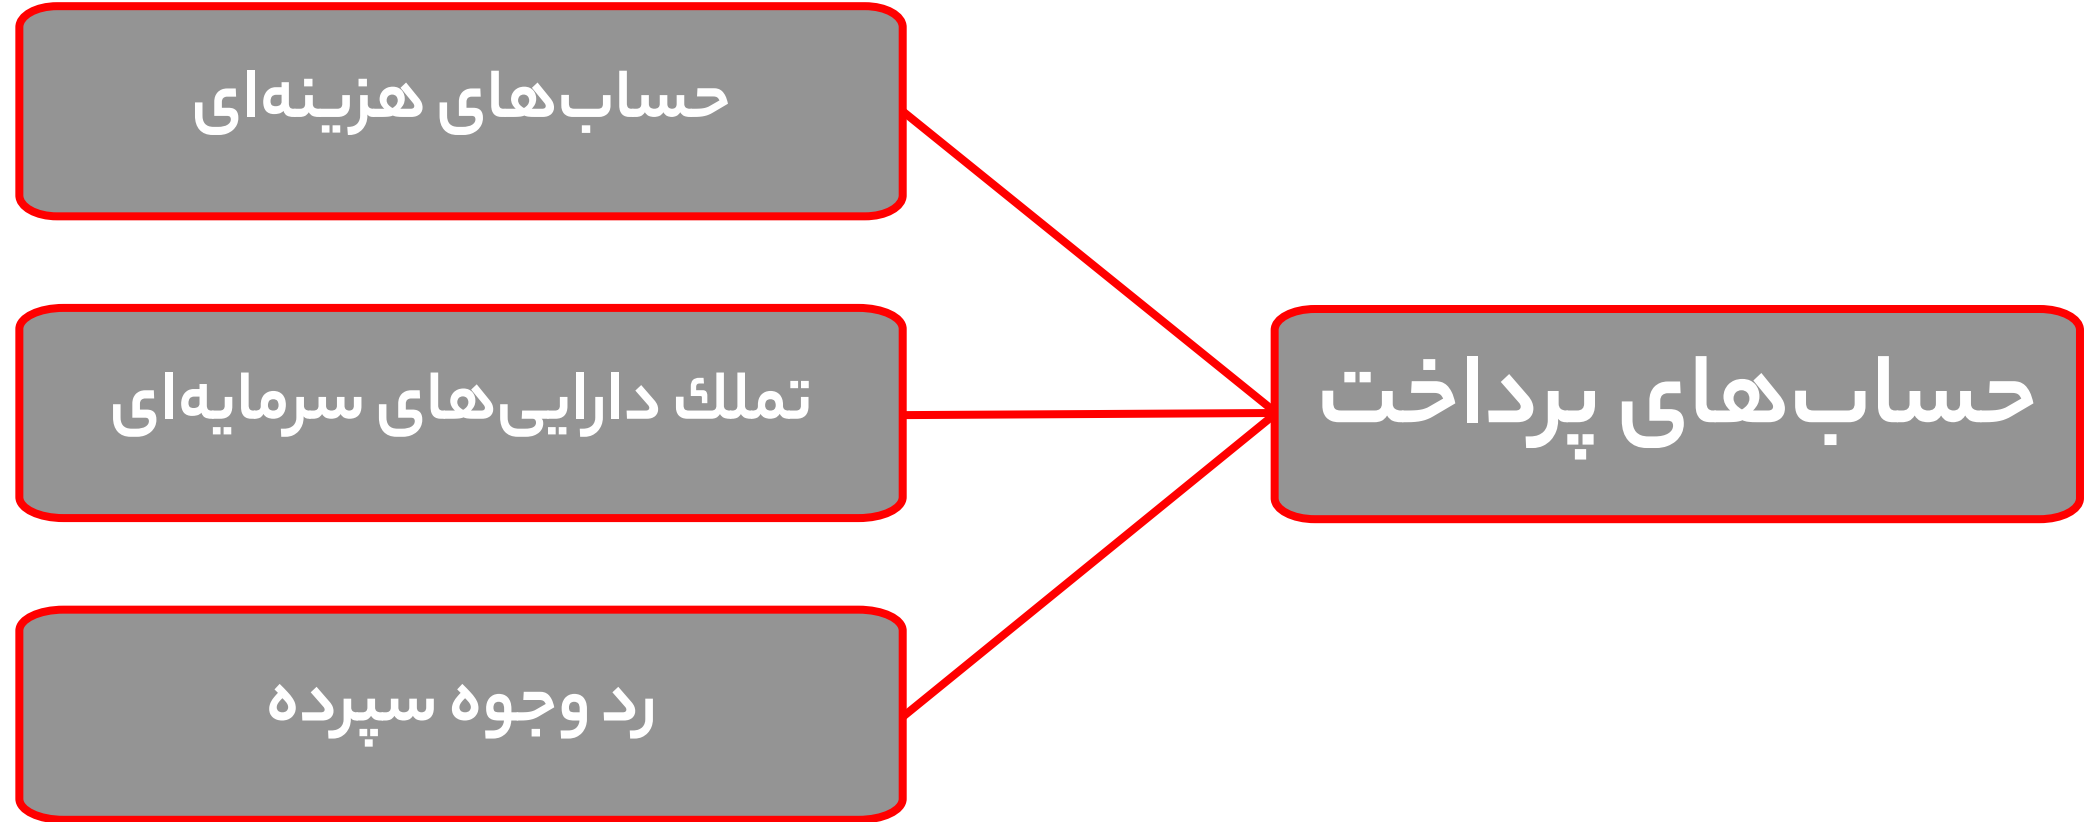 حساب‌های پرداخت
حساب‌های هزینه‌ای
تملك دارایی‌های سرمایه‌ای
رد وجوه سپرده